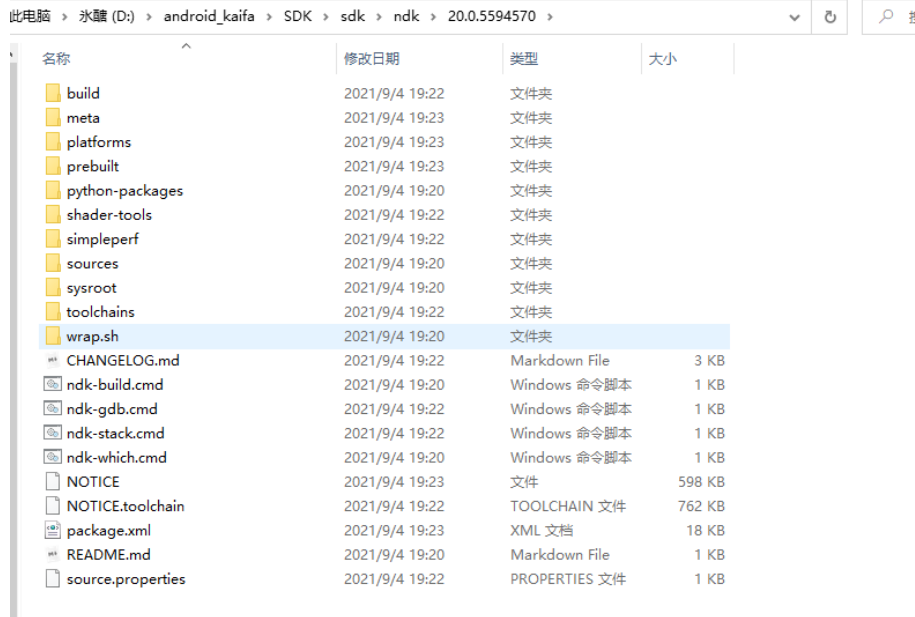 此电脑 > 氷醿 (D:) > android_kaifa > SDK > sdk > ndk > 20.0.5594570 >
名称 修改日期 类型 大小
build 2021/9/4 19:22 文件夹
meta 2021/9/4 19:23 文件夹
platforms 2021/9/4 19:23 文件夹
prebuilt 2021/9/4 19:23 文件夹
python-packages 2021/9/4 19:20 文件夹
shader-tools 2021/9/4 19:22 文件夹
simpleperf 2021/9/4 19:22 文件夹
sources 2021/9/4 19:20 文件夹
sysroot 2021/9/4 19:20 文件夹
toolchains 2021/9/4 19:22 文件夹
wrap.sh 2021/9/4 19:20 文件夹
CHANGELOG.md 2021/9/4 19:22 Markdown File 3 KB
ndk-build.cmd 2021/9/4 19:20 Windows 命令脚本 1 KB
ndk-gdb.cmd 2021/9/4 19:22 Windows 命令脚本 1 KB
ndk-stack.cmd 2021/9/4 19:22 Windows 命令脚本 1 KB
ndk-which.cmd 2021/9/4 19:20 Windows 命令脚本 1 KB
NOTICE 2021/9/4 19:23 文件 598 KB
NOTICE.toolchain 2021/9/4 19:22 TOOLCHAIN 文件 762 KB
package.xml 2021/9/4 19:23 XML 文档 18 KB
README.md 2021/9/4 19:20 Markdown File 1 KB
source.properties 2021/9/4 19:22 PROPERTIES 文件 1 KB